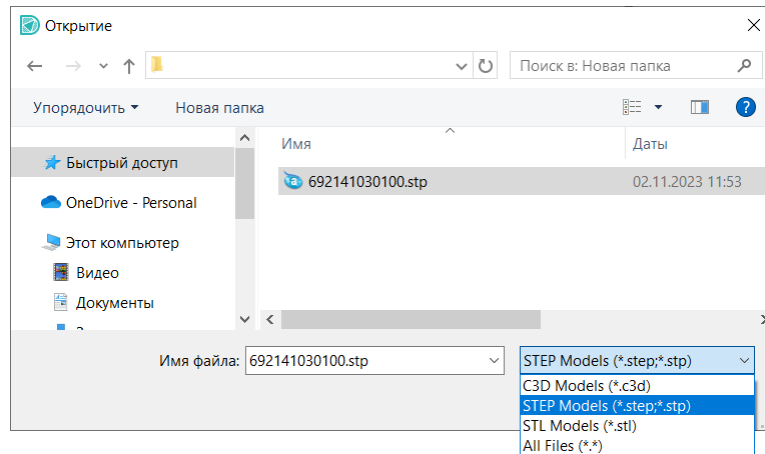 Открытие
Поиск в: Новая папка
Упорядочить Новая папка
?
Имя Даты
Быстрый доступ
692141030100.stp 02.11.2023 11:53
OneDrive - Personal
Этот компьютер
Видео
Документы
Имя файла: 692141030100.stp STEP Models (*.step;*.stp)
C3D Models (*.c3d)
STEP Models (*.step;*.stp)
STL Models (*.stl)
All Files (*.*)